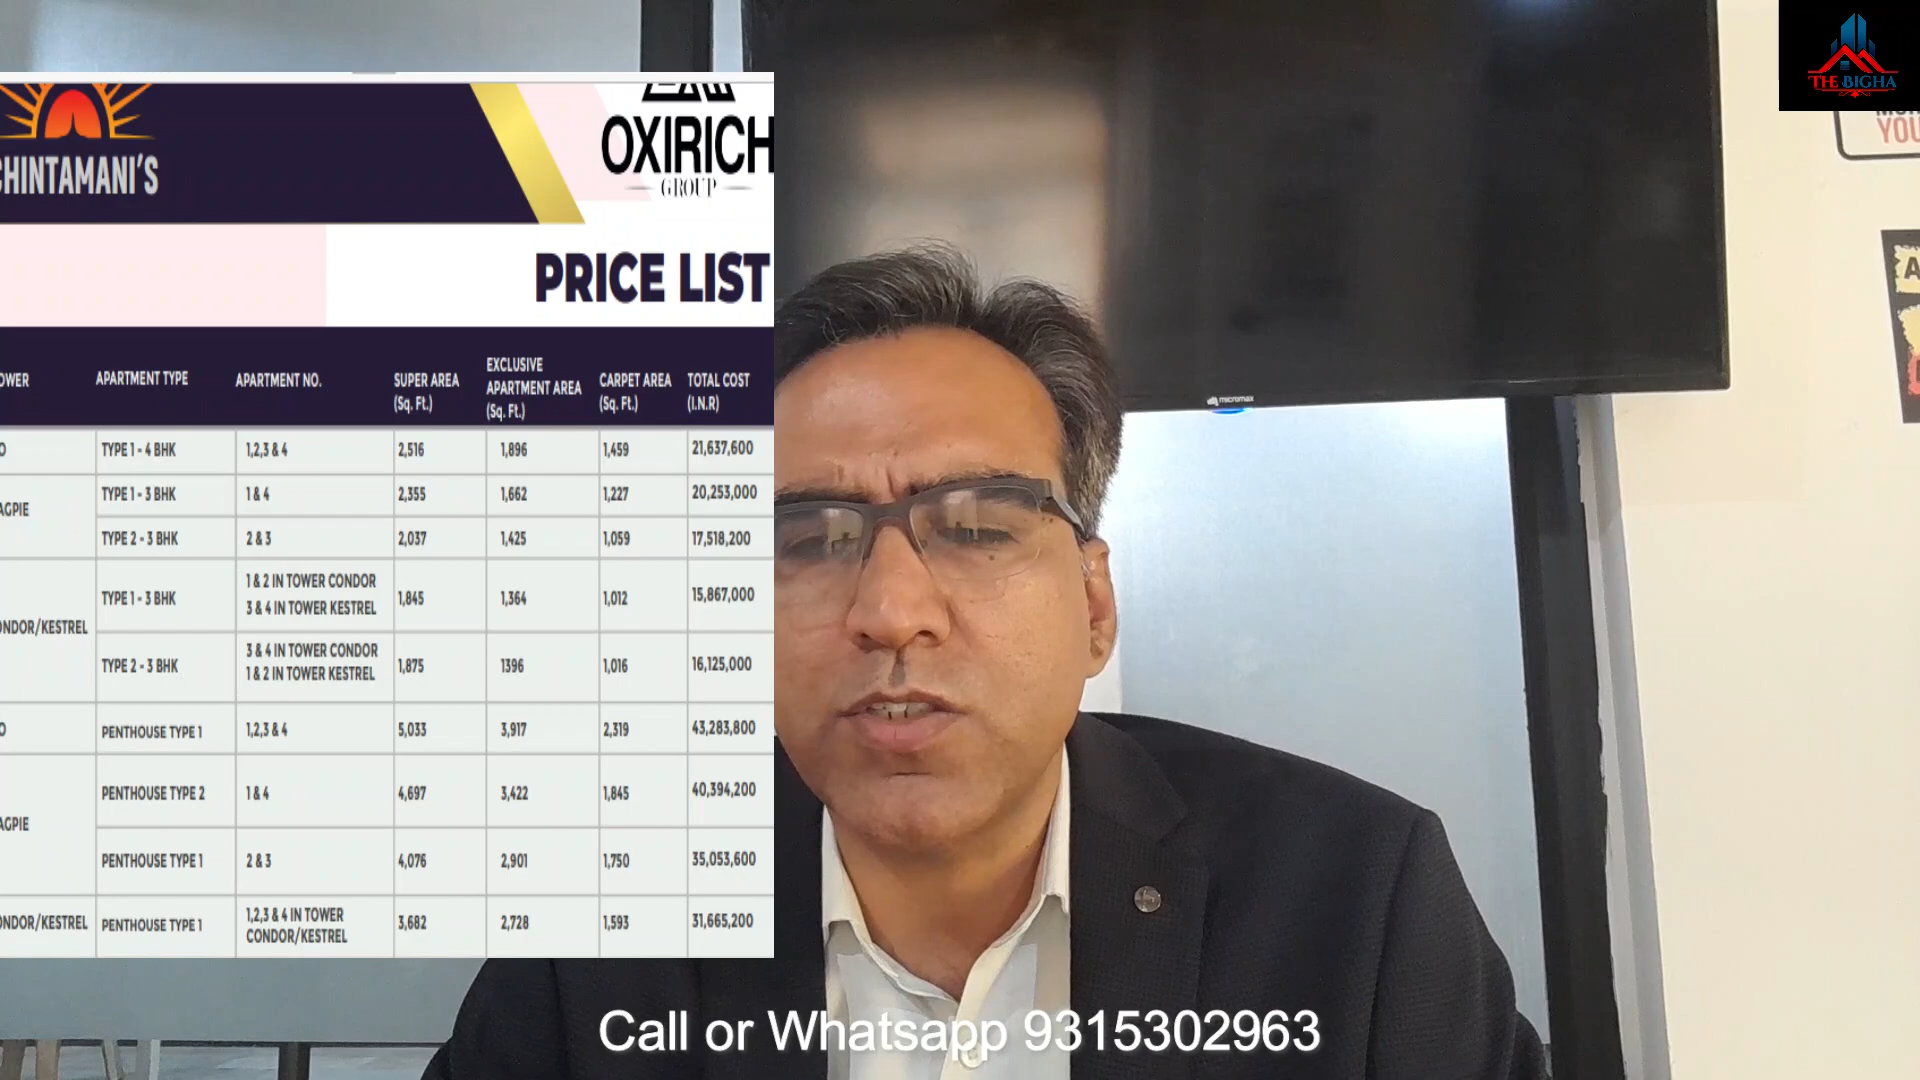 THE BIGHA
YOU
A
CHINTAMANI'S
OXIRICH
GROUP
PRICE LIST
OWER APARTMENT TYPE APARTMENT NO. SUPER AREA (Sq. Ft.) EXCLUSIVE APARTMENT AREA (Sq. Ft.) CARPET AREA (Sq. Ft.) TOTAL COST (I.N.R)
O TYPE 1 - 4 BHK 1,2,3 & 4 2,516 1,896 1,459 21,637,600
AGPIE TYPE 1 - 3 BHK 1 & 4 2,355 1,662 1,227 20,253,000
TYPE 2 - 3 BHK 2 & 3 2,037 1,425 1,059 17,518,200
ONDOR/KESTREL TYPE 1 - 3 BHK 1 & 2 IN TOWER CONDOR 3 & 4 IN TOWER KESTREL 1,845 1,364 1,012 15,867,000
TYPE 2 - 3 BHK 3 & 4 IN TOWER CONDOR 1 & 2 IN TOWER KESTREL 1,875 1396 1,016 16,125,000
O PENTHOUSE TYPE 1 1,2,3 & 4 5,033 3,917 2,319 43,283,800
AGPIE PENTHOUSE TYPE 2 1 & 4 4,697 3,422 1,845 40,394,200
PENTHOUSE TYPE 1 2 & 3 4,076 2,901 1,750 35,053,600
ONDOR/KESTREL PENTHOUSE TYPE 1 1,2,3 & 4 IN TOWER CONDOR/KESTREL 3,682 2,728 1,593 31,665,200
micromax
Call or Whatsapp 9315302963